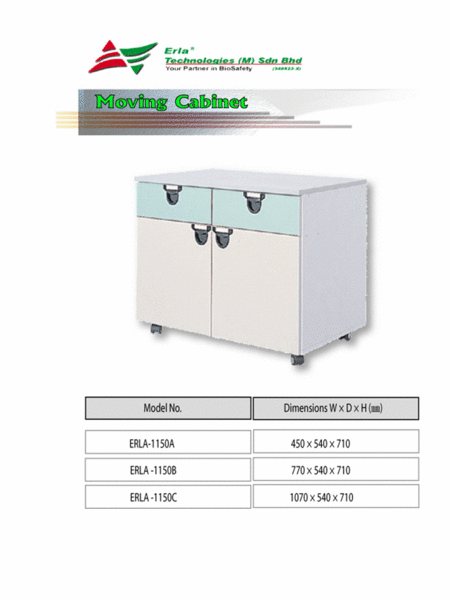 Erla®
Technologies (M) Sdn Bhd
Your Partner in BioSafety
Moving Cabinet
Model No. Dimensions W × D × H (㎜)
ERLA-1150A 450 × 540 × 710
ERLA -1150B 770 × 540 × 710
ERLA -1150C 1070 × 540 × 710